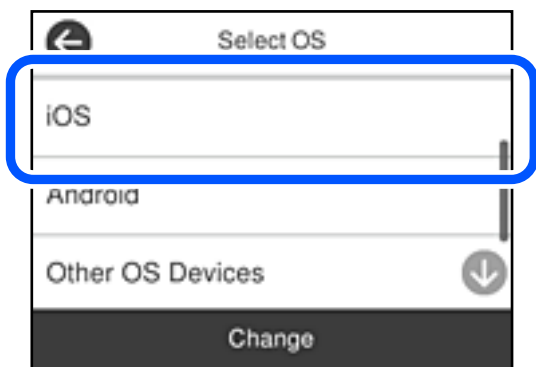 Select OS
iOS
Android
Other OS Devices
Change